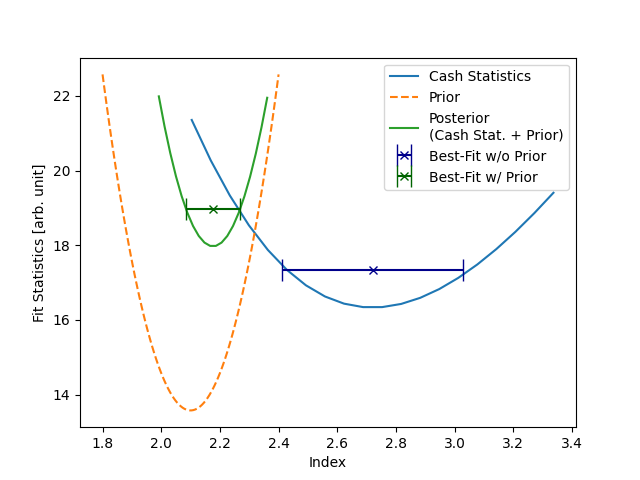 Cash Statistics
Prior
Posterior
(Cash Stat. + Prior)
Best-Fit w/o Prior
Best-Fit w/ Prior
Fit Statistics [arb. unit]
22
20
18
16
14
1.8 2.0 2.2 2.4 2.6 2.8 3.0 3.2 3.4
Index